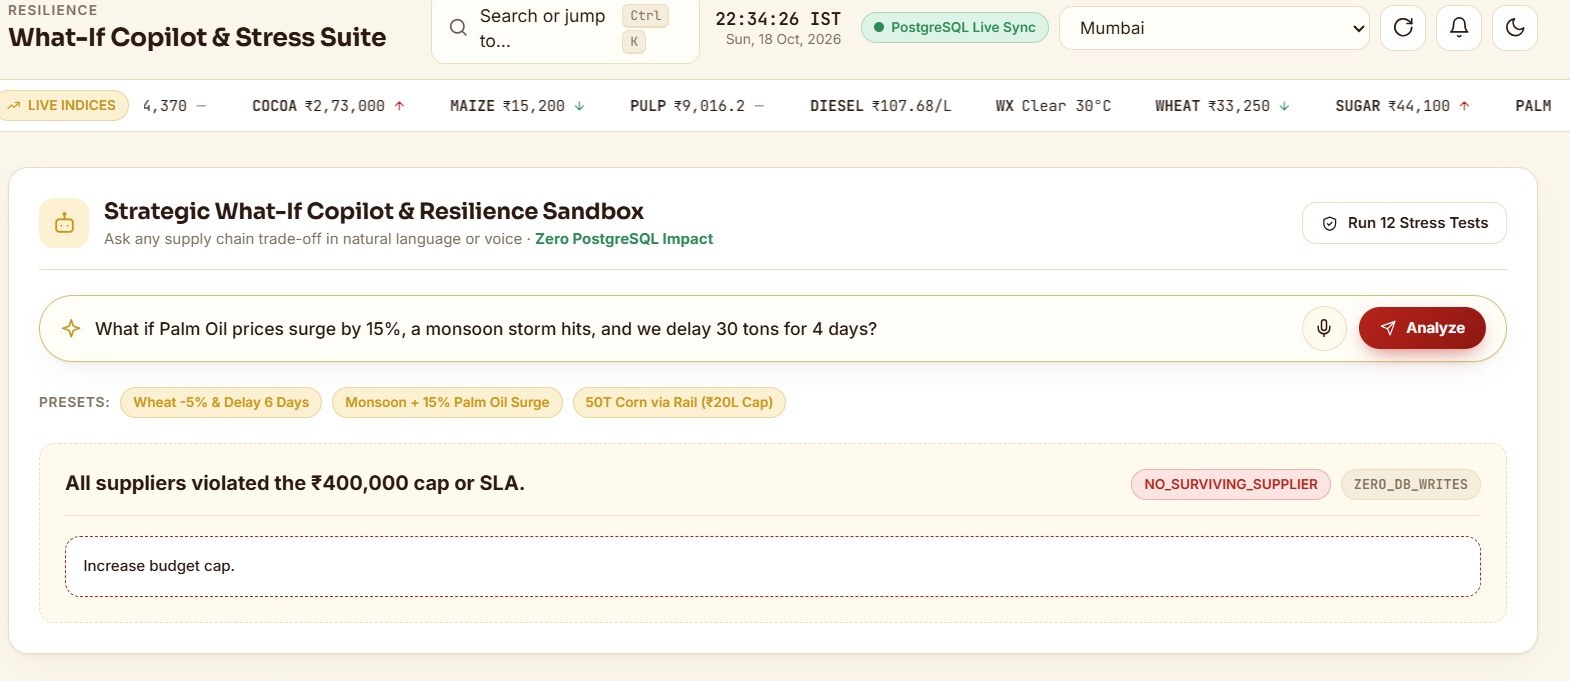 RESILIENCE
What-If Copilot & Stress Suite
Search or jump
to...
Ctrl
K
22:34:26 IST
Sun, 18 Oct, 2026
PostgreSQL Live Sync
Mumbai
LIVE INDICES
4,370 —
COCOA ₹2,73,000 ↑
MAIZE ₹15,200 ↓
PULP ₹9,016.2 —
DIESEL ₹107.68/L
WX Clear 30°C
WHEAT ₹33,250 ↓
SUGAR ₹44,100 ↑
PALM
Strategic What-If Copilot & Resilience Sandbox
Ask any supply chain trade-off in natural language or voice · Zero PostgreSQL Impact
Run 12 Stress Tests
What if Palm Oil prices surge by 15%, a monsoon storm hits, and we delay 30 tons for 4 days?
Analyze
PRESETS:
Wheat -5% & Delay 6 Days
Monsoon + 15% Palm Oil Surge
50T Corn via Rail (₹20L Cap)
All suppliers violated the ₹400,000 cap or SLA.
NO_SURVIVING_SUPPLIER
ZERO_DB_WRITES
Increase budget cap.